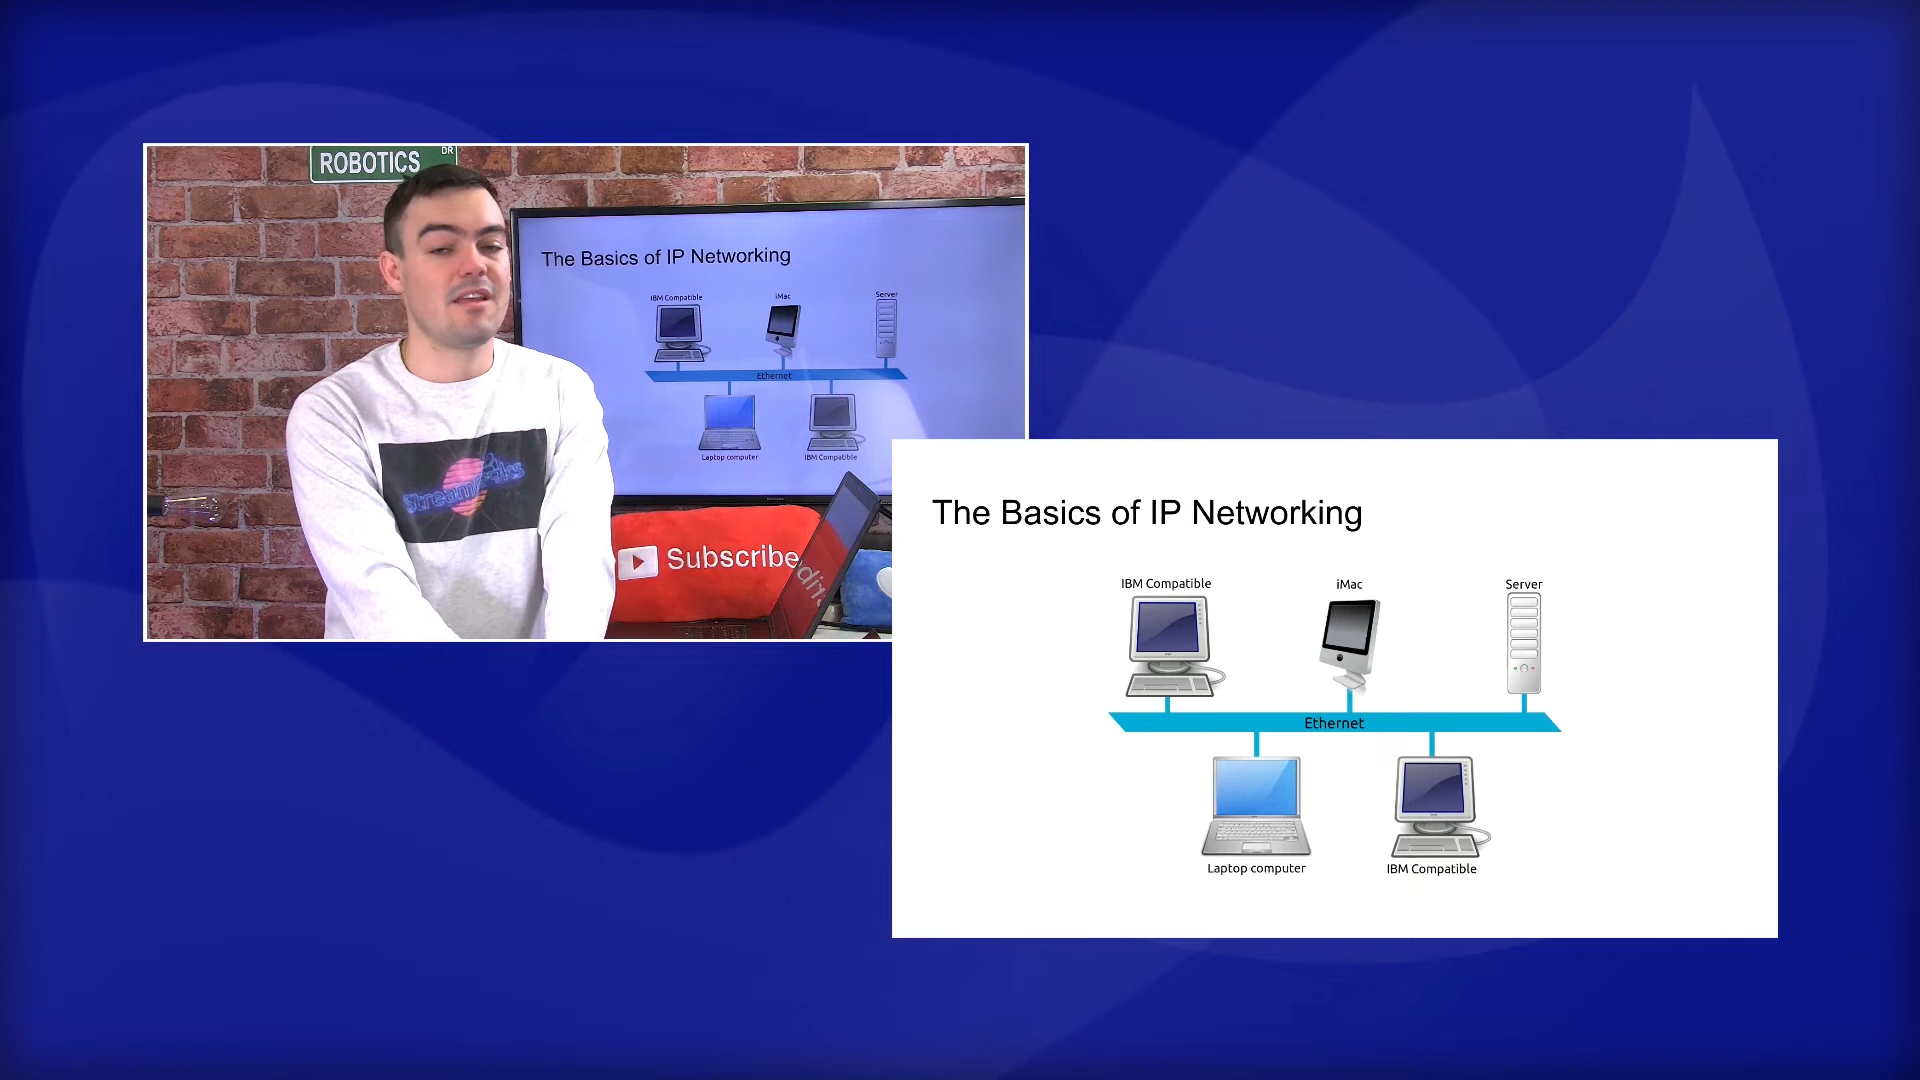 ROBOTICS DR
The Basics of IP Networking
IBM Compatible
iMac
Server
Ethernet
Laptop computer
IBM Compatible
Subscribe
The Basics of IP Networking
IBM Compatible
iMac
Server
Ethernet
Laptop computer
IBM Compatible